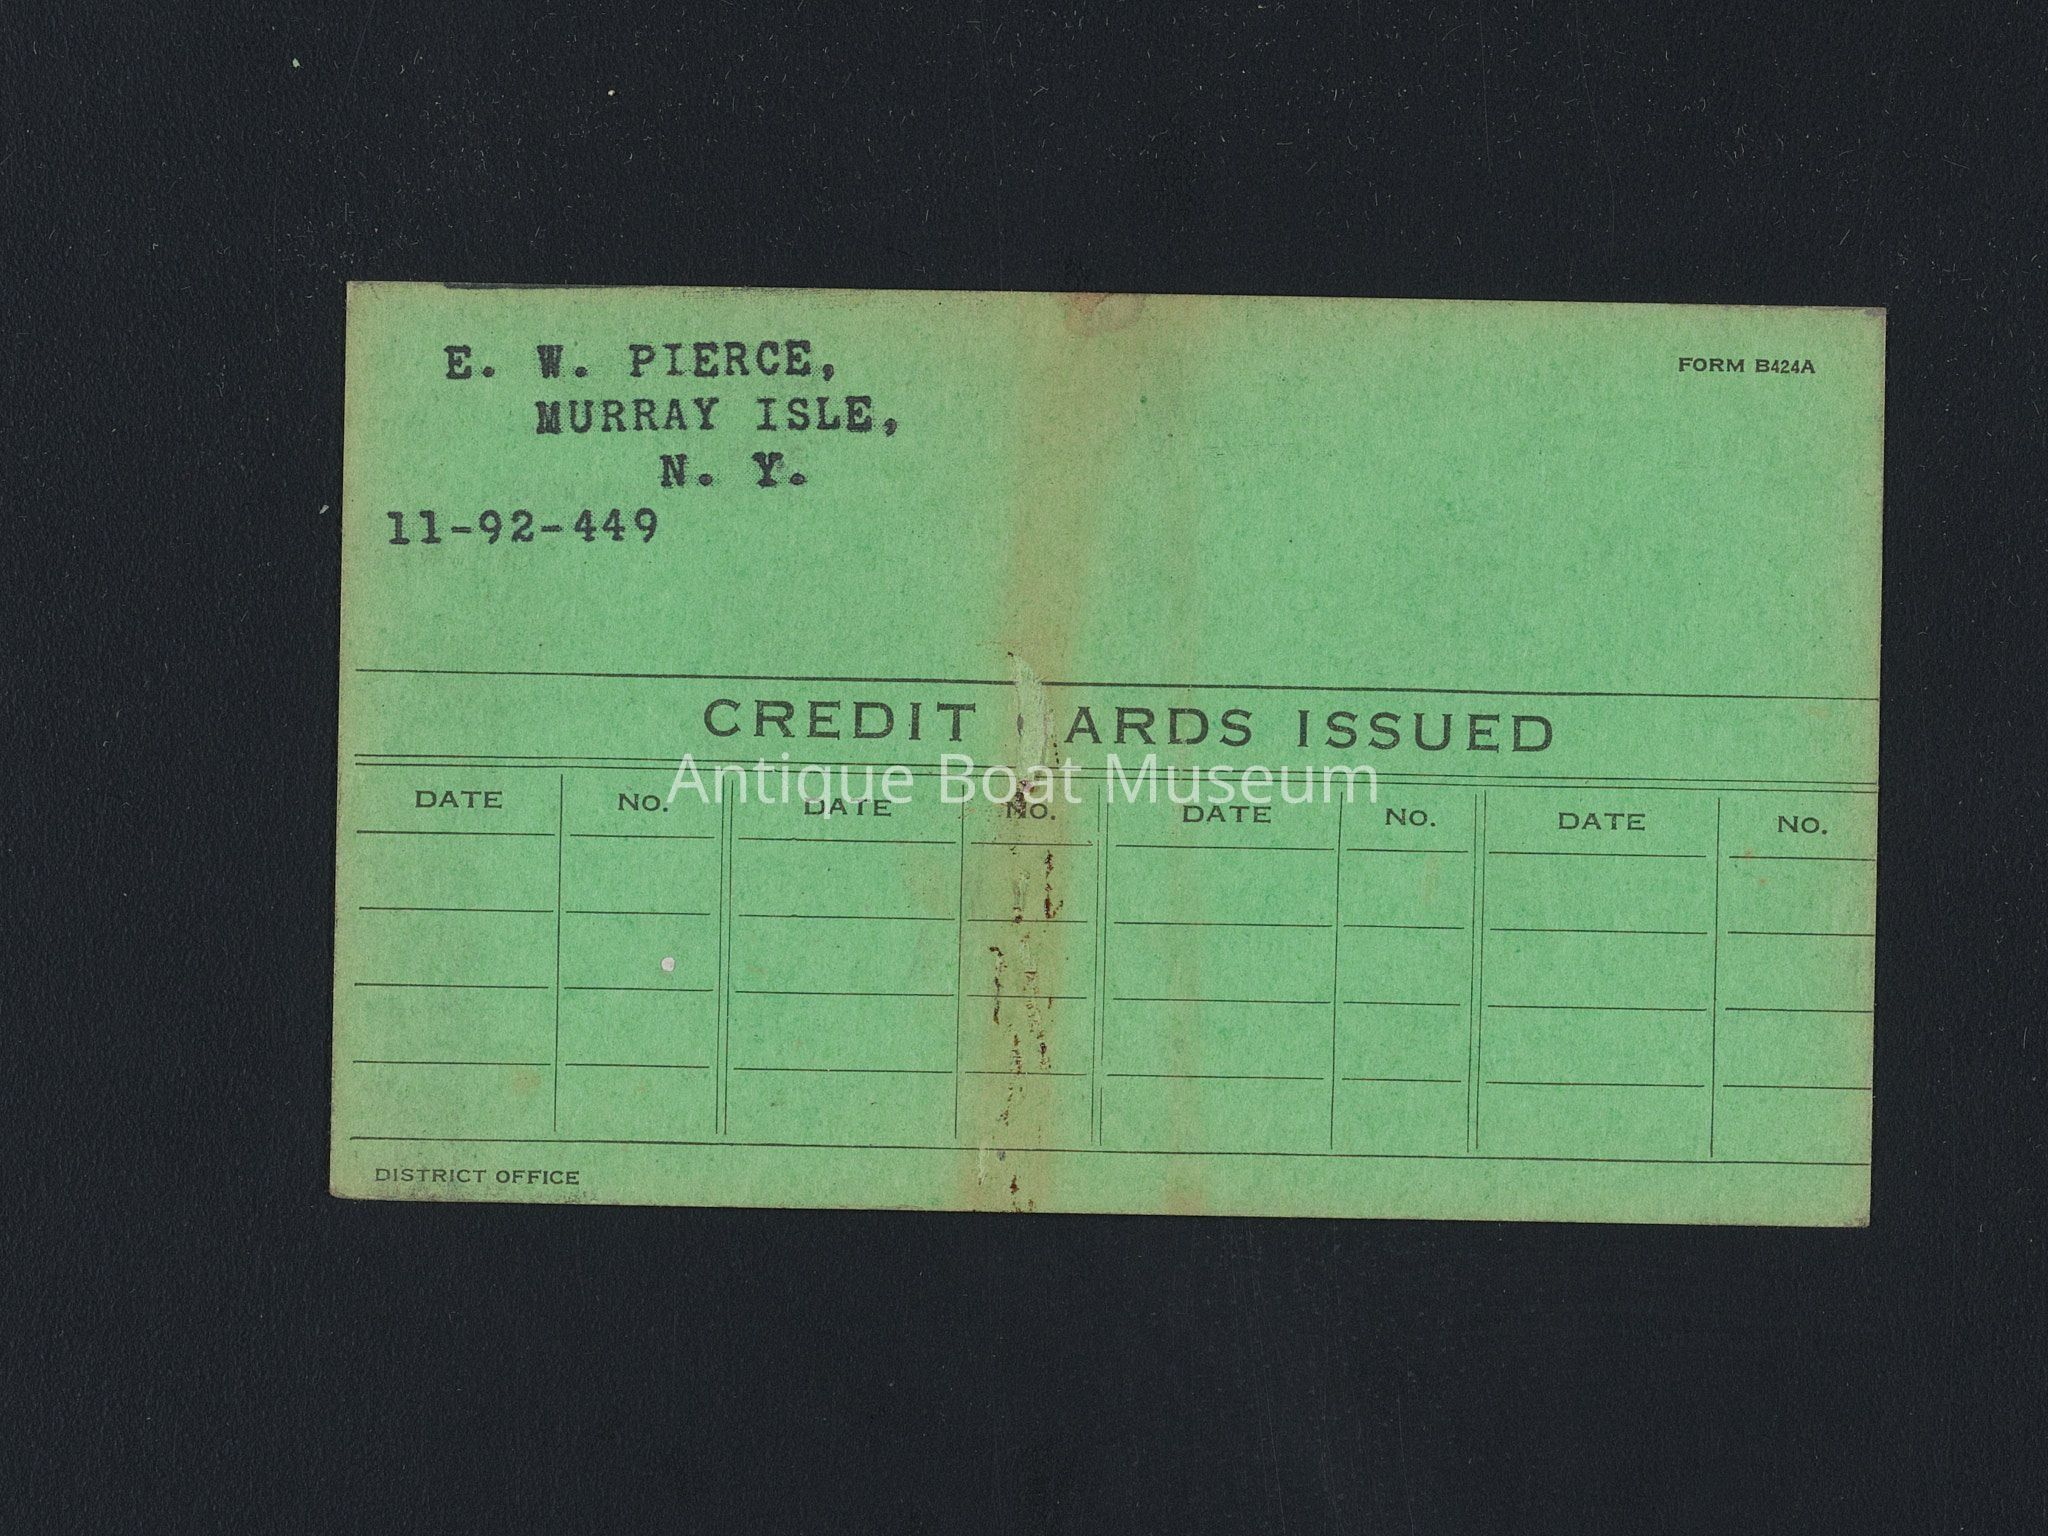 E. W. PIERCE,
MURRAY ISLE,
N. Y.
11-92-449
FORM B424A
CREDIT ARDS ISSUED
Antique Boat Museum
DATE NO. DATE NO. DATE NO. DATE NO.
DISTRICT OFFICE